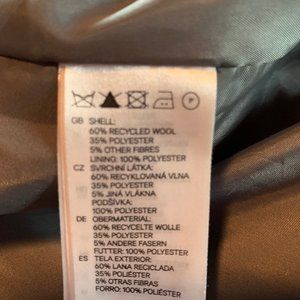 GB SHELL:
60% RECYCLED WOOL
35% POLYESTER
5% OTHER FIBRES
LINING: 100% POLYESTER
CZ SVRCHNÍ LÁTKA:
60% RECYKLOVANÁ VLNA
35% POLYESTER
5% JINÁ VLÁKNA
PODŠÍVKA:
100% POLYESTER
DE OBERMATERIAL:
60% RECYCELTE WOLLE
35% POLYESTER
5% ANDERE FASERN
FUTTER: 100% POLYESTER
ES TELA EXTERIOR:
60% LANA RECICLADA
35% POLIÉSTER
5% OTRAS FIBRAS
FORRO: 100% POLIÉSTER